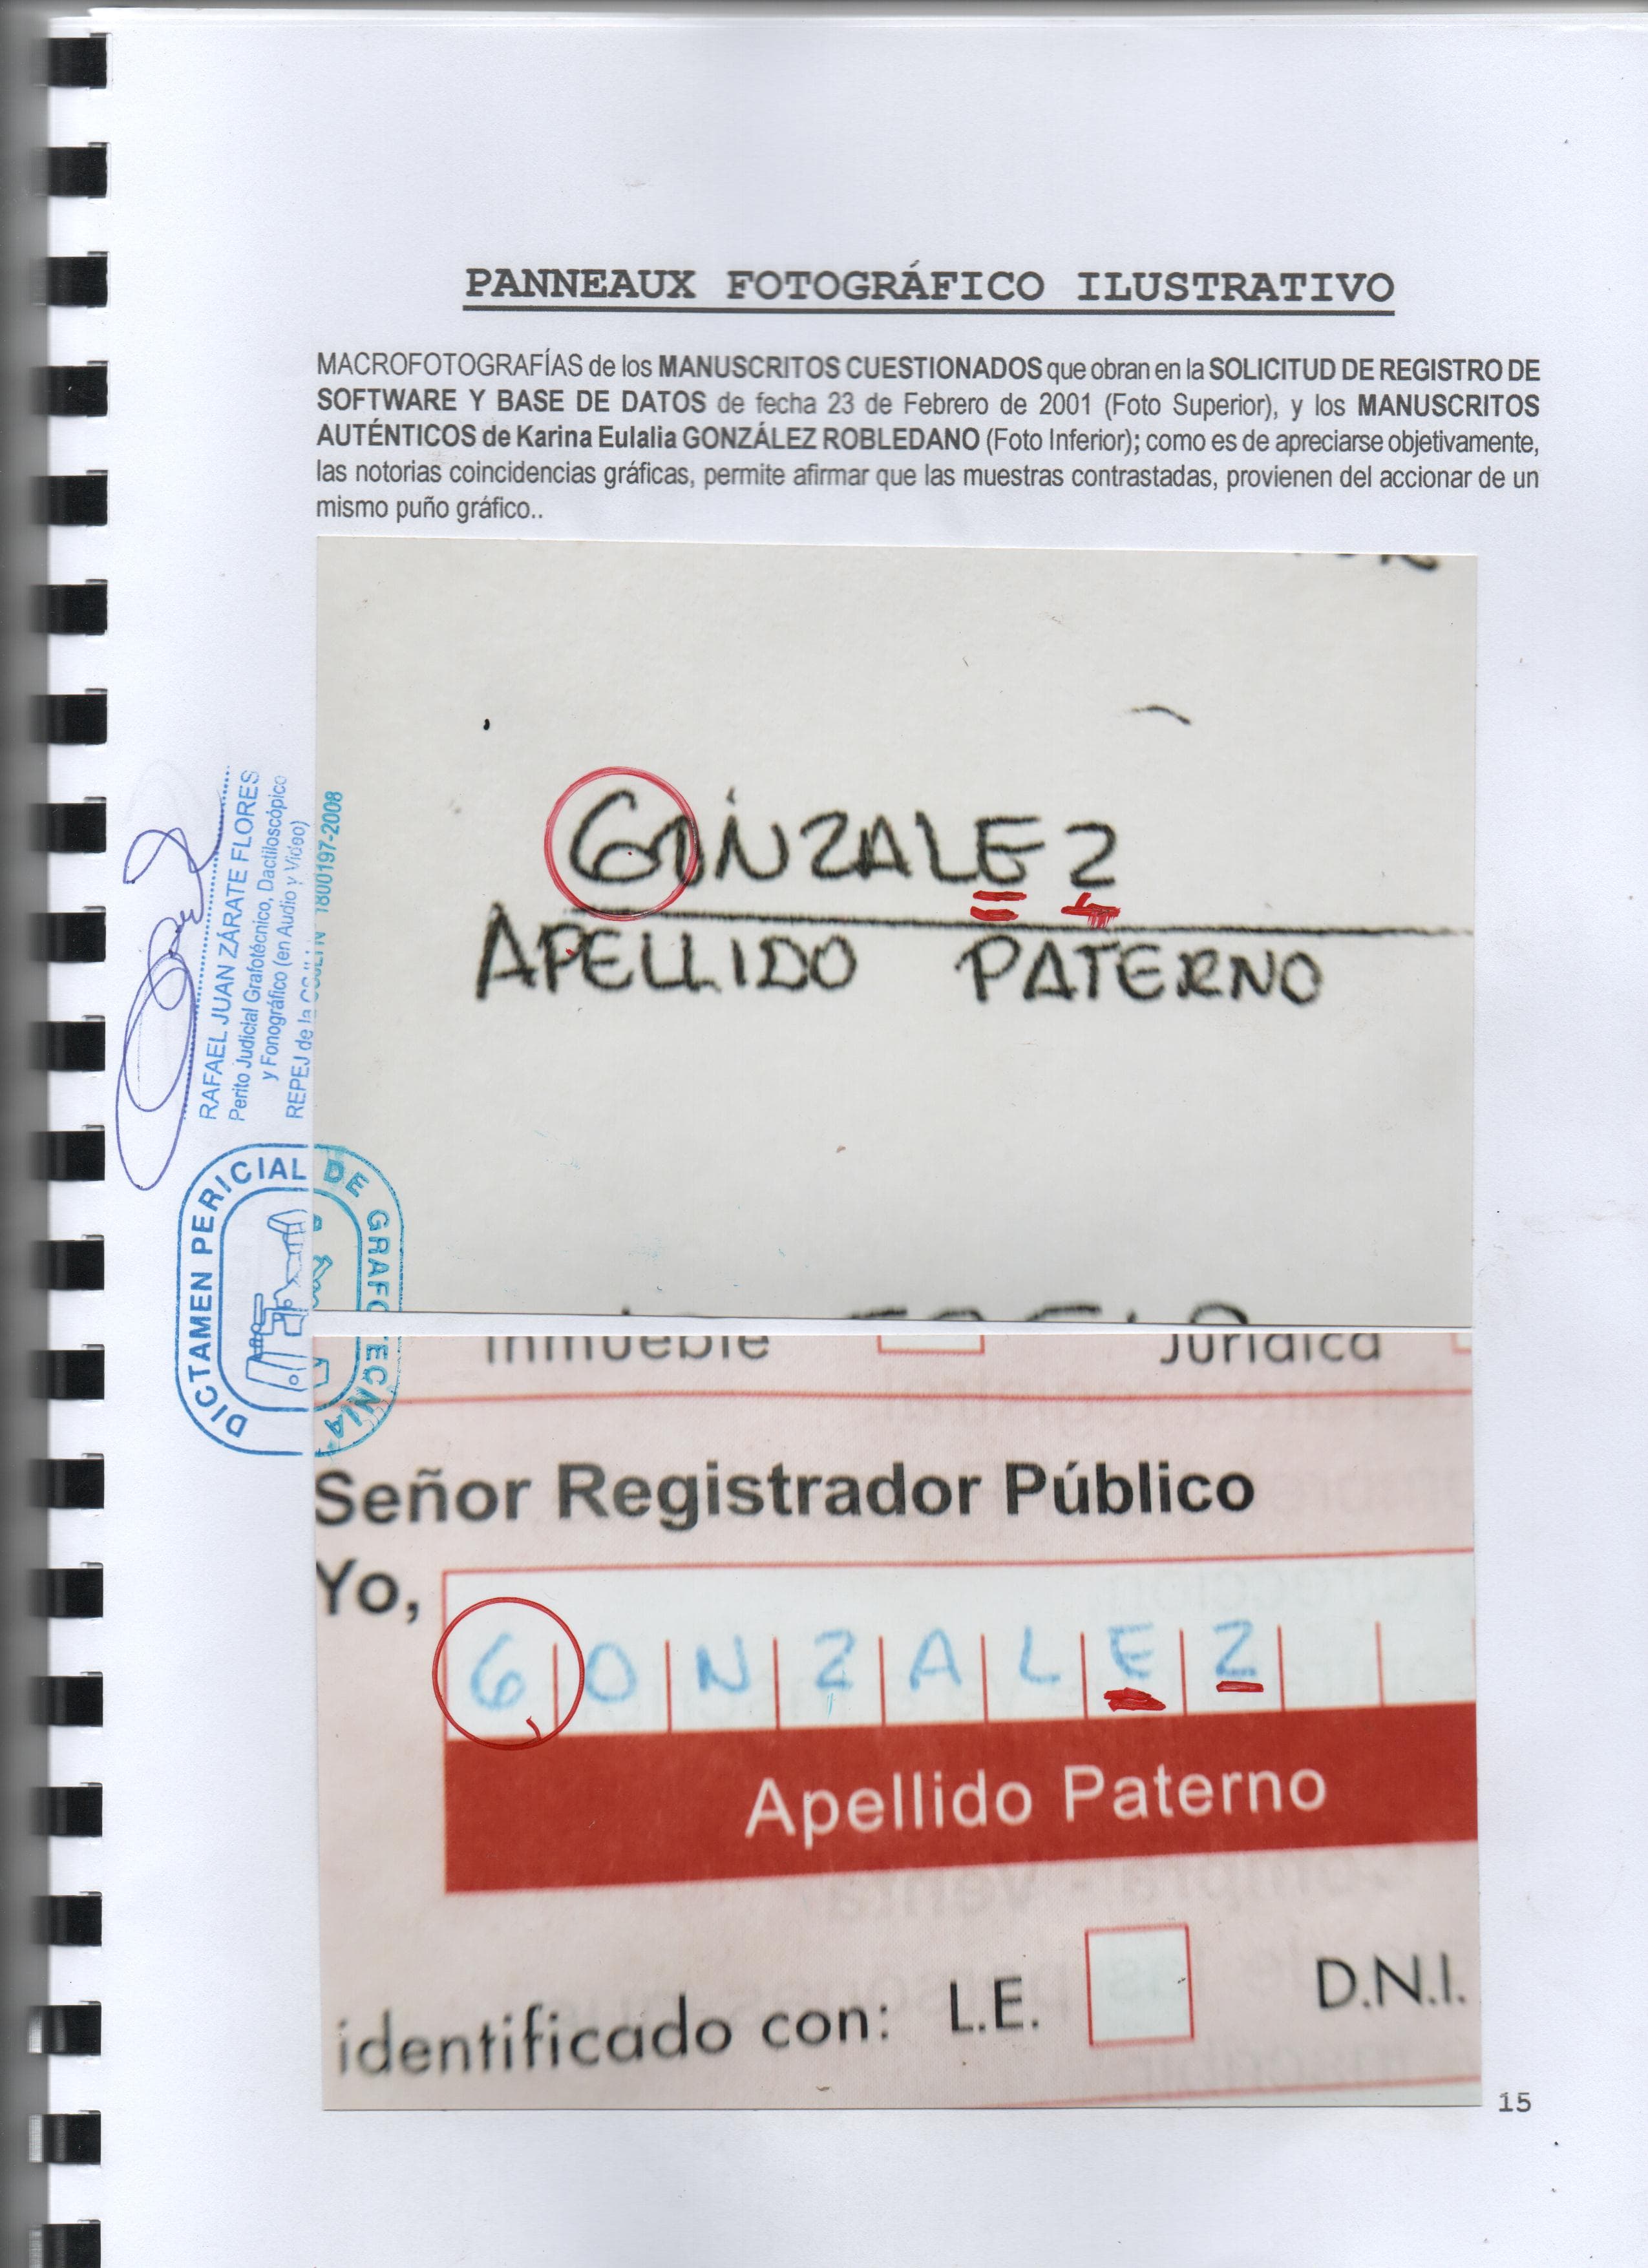 PANNEAUX FOTOGRÁFICO ILUSTRATIVO
MACROFOTOGRAFÍAS de los MANUSCRITOS CUESTIONADOS que obran en la SOLICITUD DE REGISTRO DE
SOFTWARE Y BASE DE DATOS de fecha 23 de Febrero de 2001 (Foto Superior), y los MANUSCRITOS
AUTÉNTICOS de Karina Eulalia GONZÁLEZ ROBLEDANO (Foto Inferior); como es de apreciarse objetivamente,
las notorias coincidencias gráficas, permite afirmar que las muestras contrastadas, provienen del accionar de un
mismo puño gráfico..
GONZALEZ
APELLIDO PATERNO
RAFAEL JUAN ZÁRATE FLORES
Perito Judicial Grafotécnico, Dactiloscópico
y Fonográfico (en Audio y Video)
REPEJ de la
1800197-2008
DICTAMEN PERICIAL DE GRAFOTECNIA
Inmueble Jurídica
Señor Registrador Público
Yo,
GONZALEZ
Apellido Paterno
identificado con: L.E. D.N.I.
15